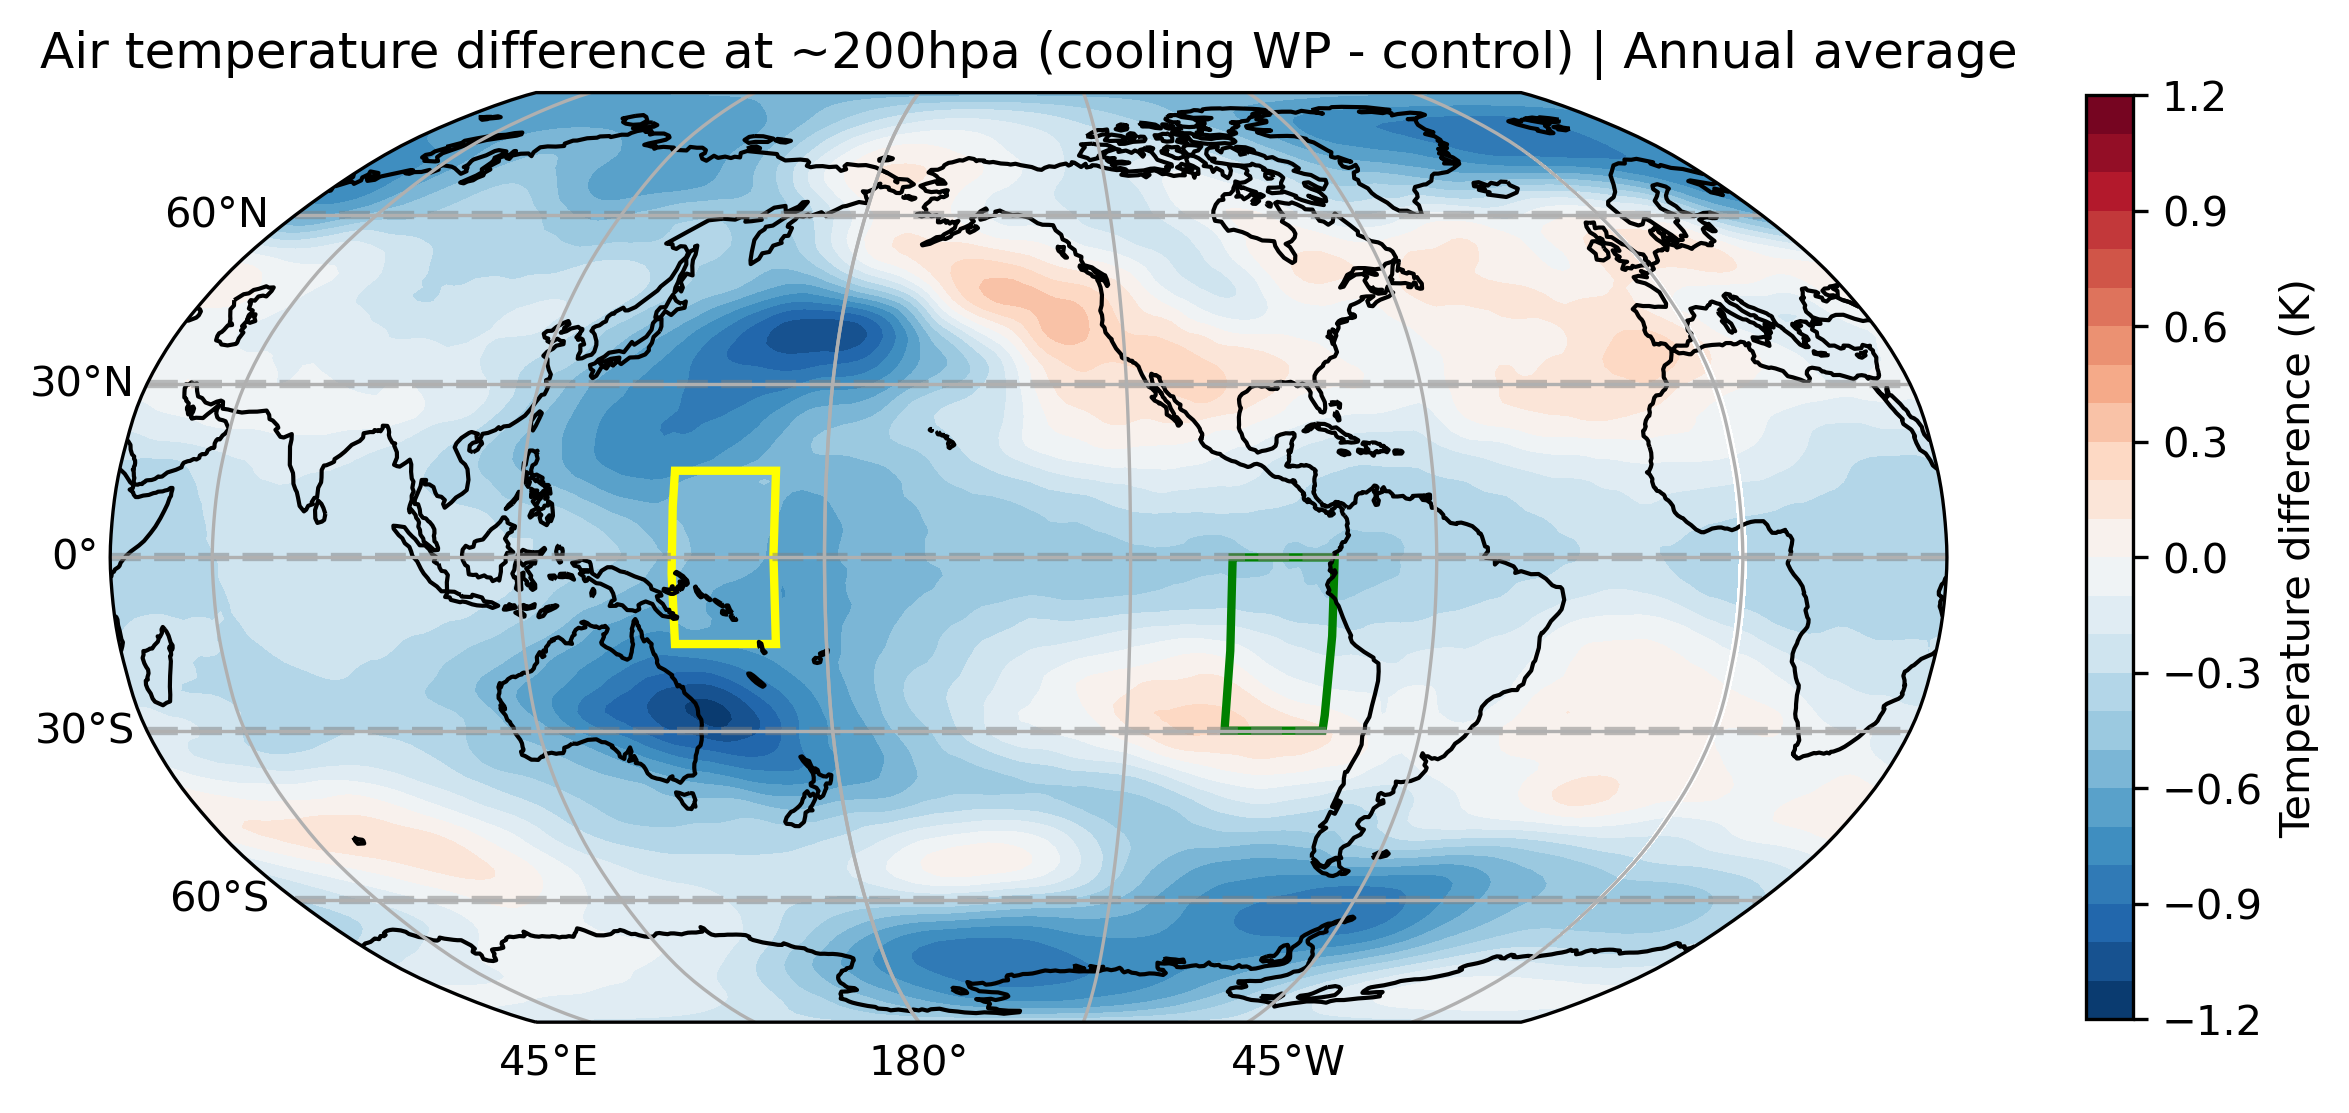 Air temperature difference at ~200hpa (cooling WP - control) | Annual average
60°N
30°N
0°
30°S
60°S
45°E
180°
45°W
1.2
0.9
0.6
0.3
0.0
−0.3
−0.6
−0.9
−1.2
Temperature difference (K)